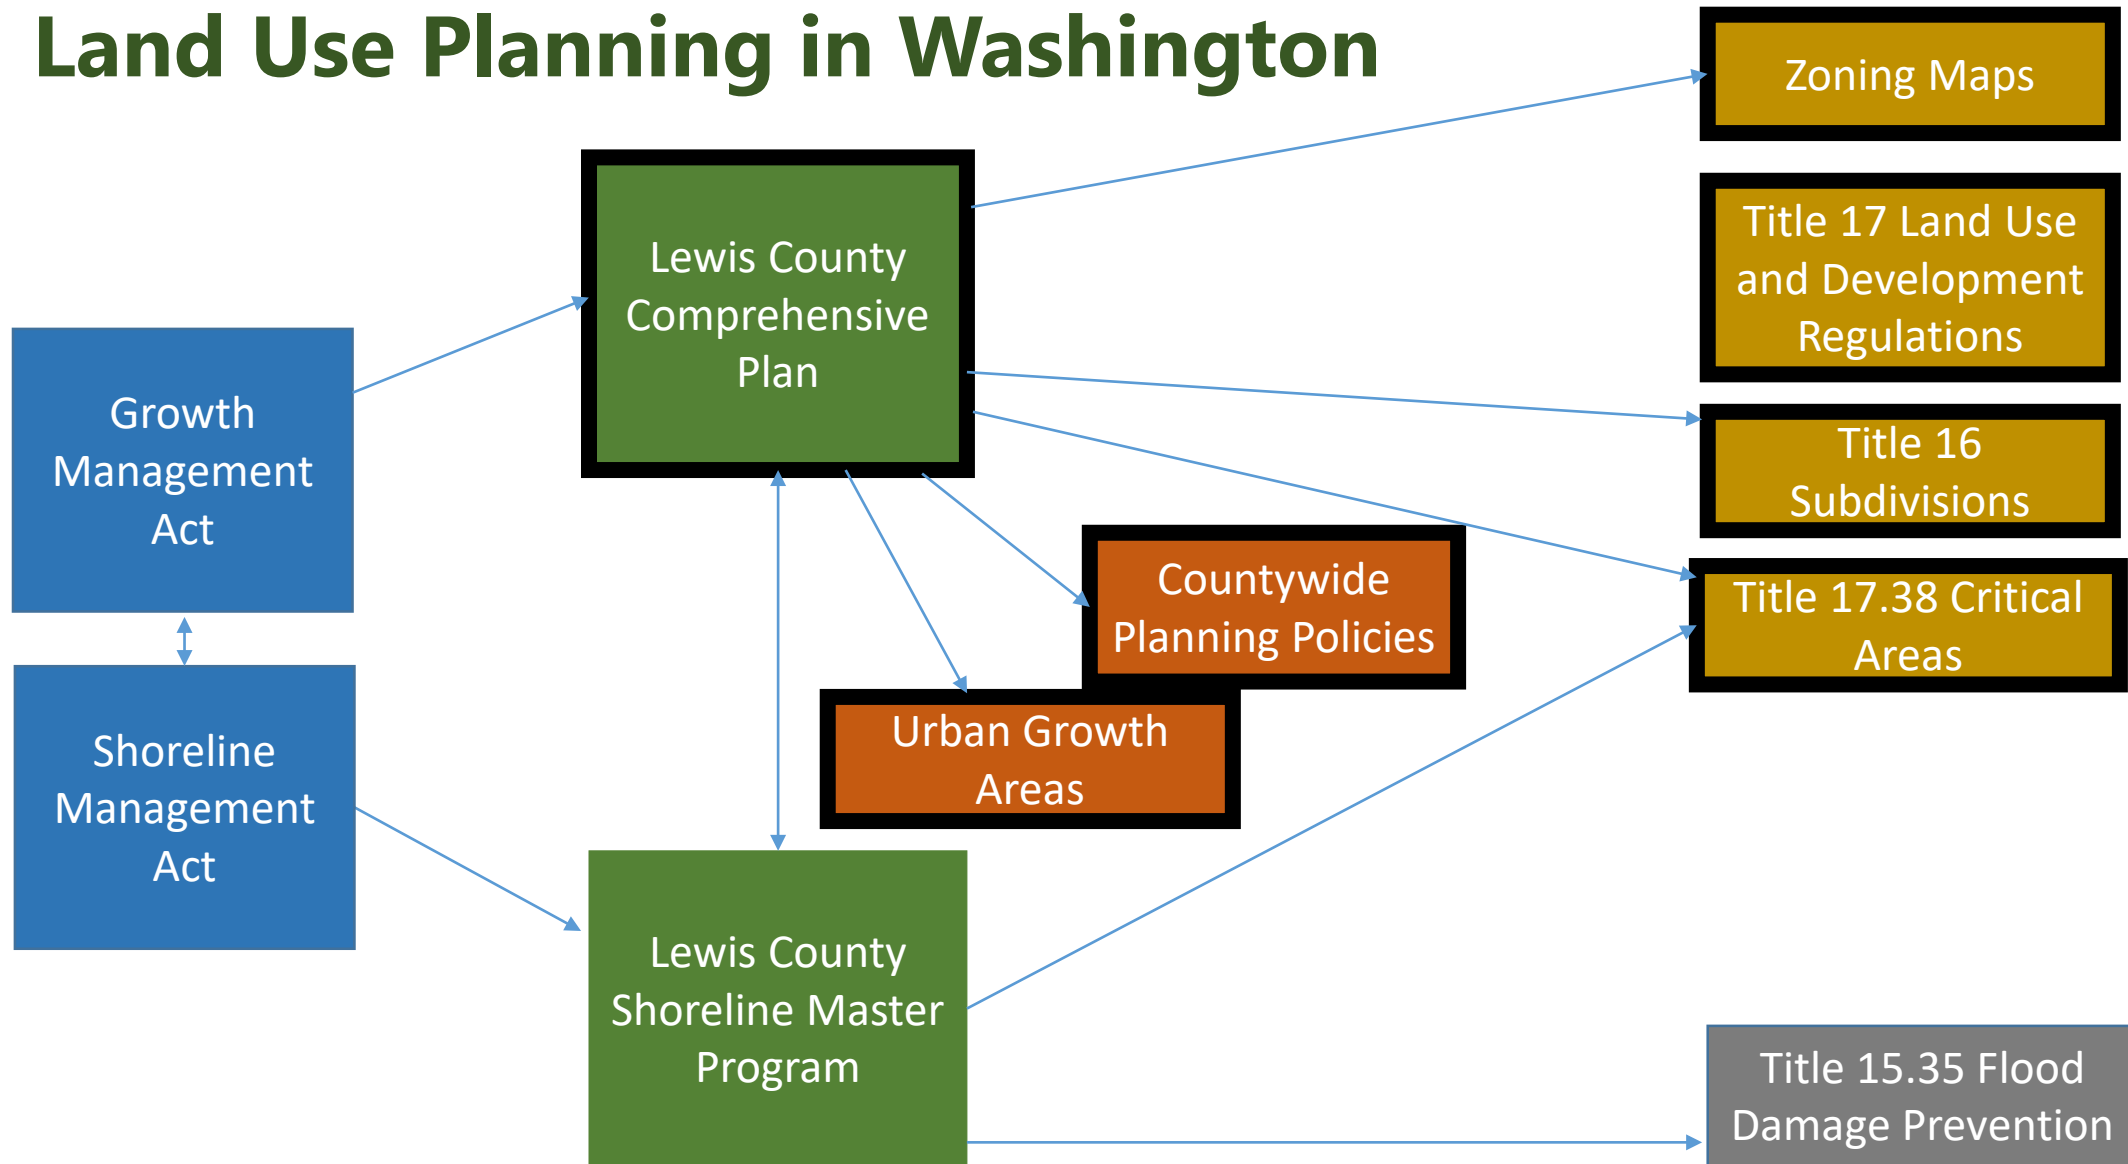 Land Use Planning in Washington
Zoning Maps
Title 17 Land Use
and Development
Regulations
Lewis County
Comprehensive
Plan
Growth
Management
Act
Title 16
Subdivisions
Countywide
Planning Policies
Title 17.38 Critical
Areas
Urban Growth
Areas
Shoreline
Management
Act
Lewis County
Shoreline Master
Program
Title 15.35 Flood
Damage Prevention